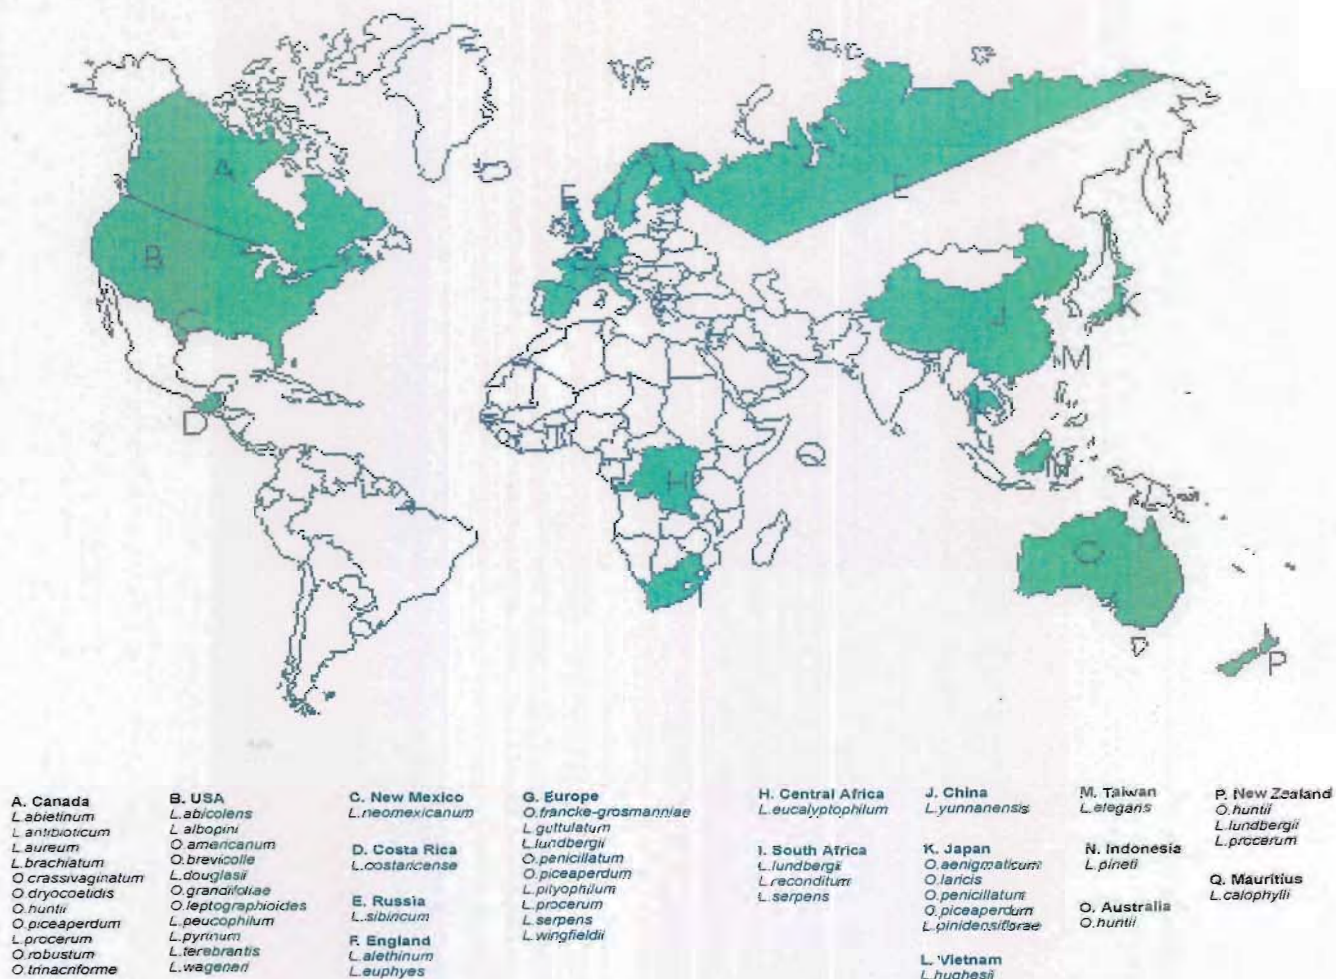 A
F
E
B
J
C
K
M
D
Q
H
N
O
I
P
A. Canada
L.abietinum
L.antibioticum
L.aureum
L.brachiatum
O.crassivaginatum
O.dryocoetidis
O.huntii
O.piceaperdum
L.procerum
O.robustum
O.trinacriforme
B. USA
L.abicolens
L.albopini
O.americanum
O.brevicolle
L.douglasii
O.grandifoliae
O.leptographioides
L.peucophilum
L.pyrinum
L.terebrantis
L.wageneri
C. New Mexico
L.neomexicanum
D. Costa Rica
L.costaricense
E. Russia
L.sibiricum
F. England
L.alethinum
L.euphyes
G. Europe
O.francke-grosmanniae
L.guttulatum
L.lundbergii
O.penicillatum
O.piceaperdum
L.pityophilum
L.procerum
L.serpens
L.wingfieldii
H. Central Africa
L.eucalyptophilum
I. South Africa
L.lundbergii
L.reconditum
L.serpens
J. China
L.yunnanensis
K. Japan
O.aenigmaticum
O.laricis
O.penicillatum
O.piceaperdum
L.pinidensiflorae
L. Vietnam
L.hughesii
M. Taiwan
L.elegans
N. Indonesia
L.pineti
O. Australia
O.huntii
P. New Zealand
O.huntii
L.lundbergii
L.procerum
Q. Mauritius
L.calophylli